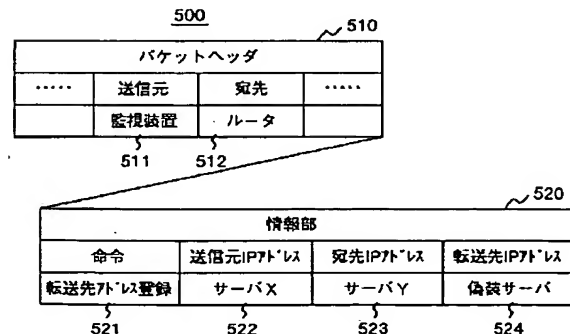 500
510
パケットヘッダ
..... 送信元 宛先 .....
監視装置 ルータ
511 512
520
情報部
命令 送信元IPアドレス 宛先IPアドレス 転送先IPアドレス
転送先アドレス登録 サーバX サーバY 偽装サーバ
521 522 523 524